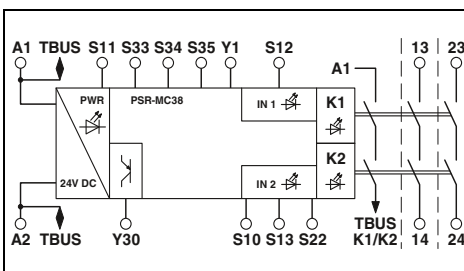 A1 TBUS S11 S33 S34 S35 Y1 S12 13 23
A1
PWR PSR-MC38 IN 1 K1
K2
24V DC IN 2
TBUS
A2 TBUS Y30 S10 S13 S22 K1/K2 14 24